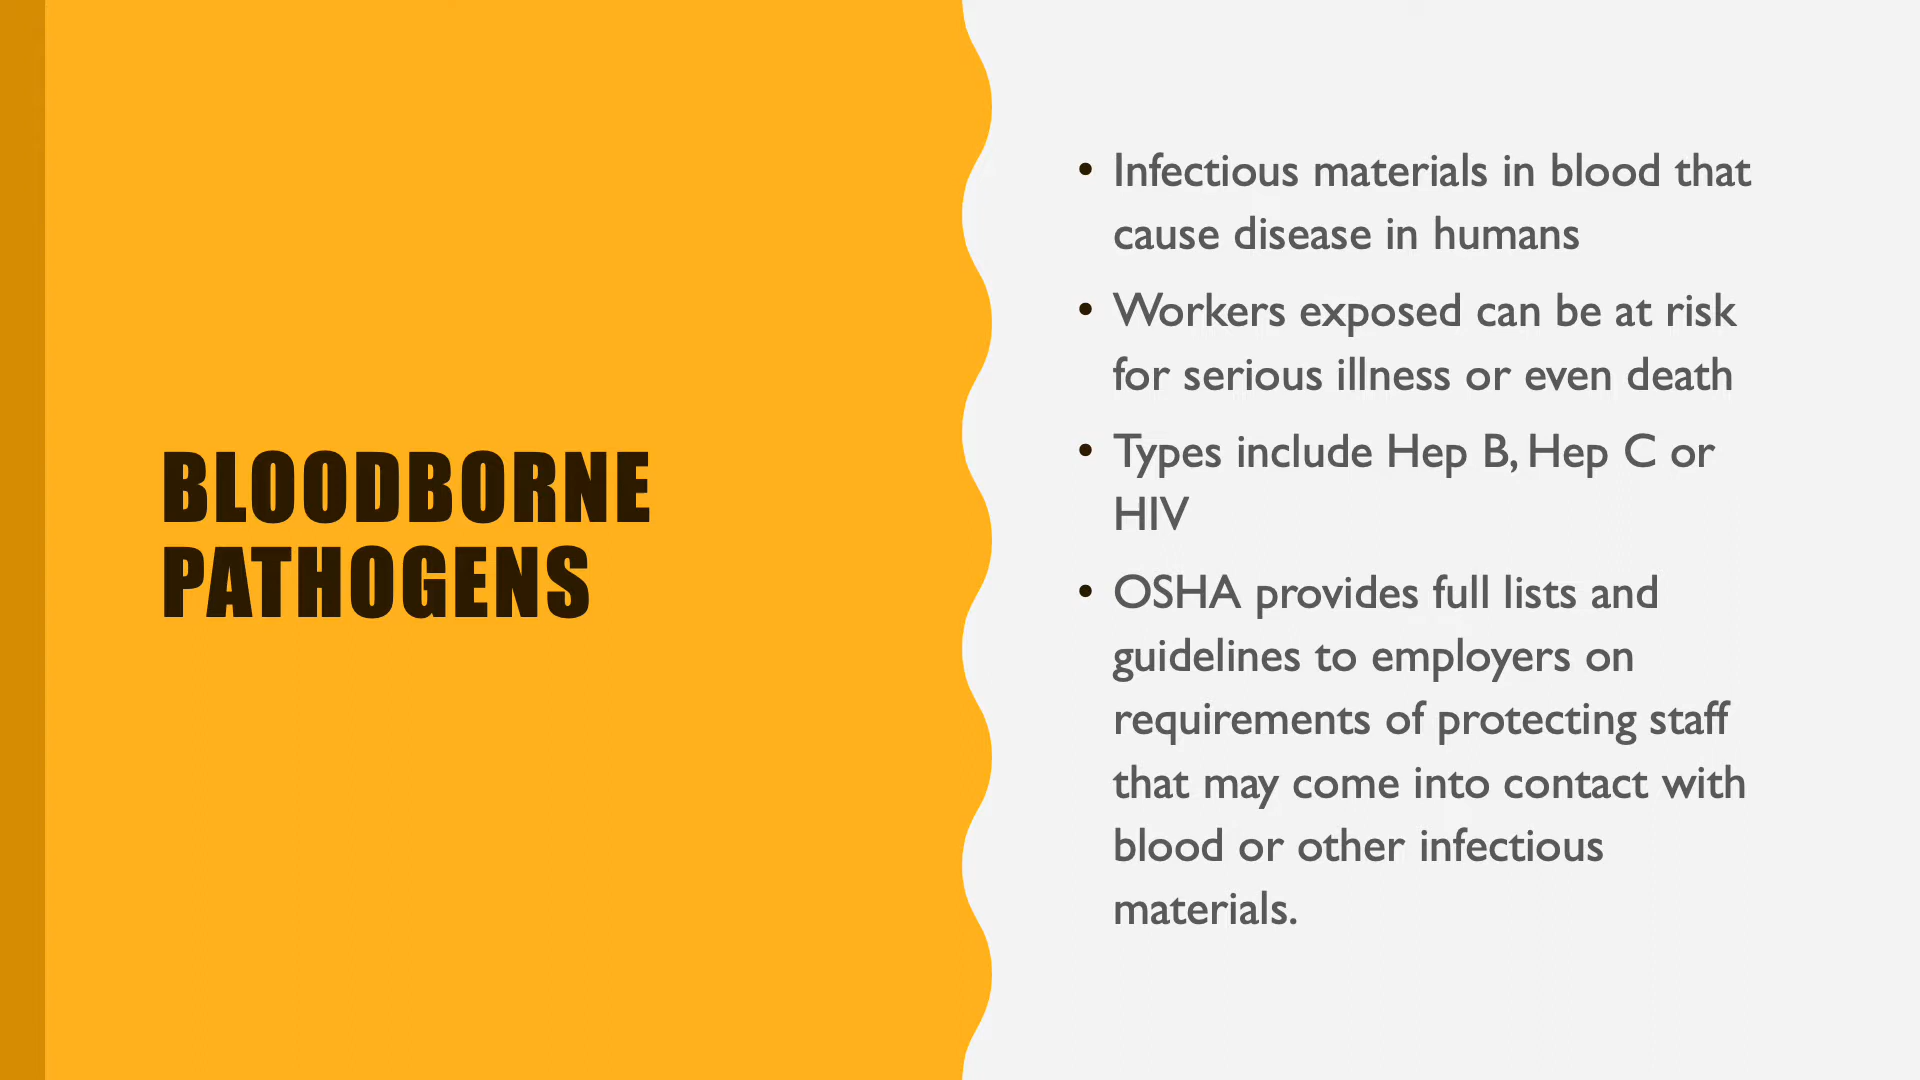 BLOODBORNE
PATHOGENS
• Infectious materials in blood that
cause disease in humans
• Workers exposed can be at risk
for serious illness or even death
• Types include Hep B, Hep C or
HIV
• OSHA provides full lists and
guidelines to employers on
requirements of protecting staff
that may come into contact with
blood or other infectious
materials.